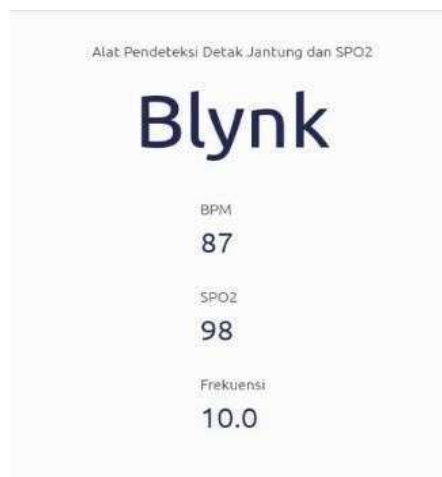 Alat Pendeteksi Detak Jantung dan SPO2
Blynk
BPM
87
SPO2
98
Frekuensi
10.0